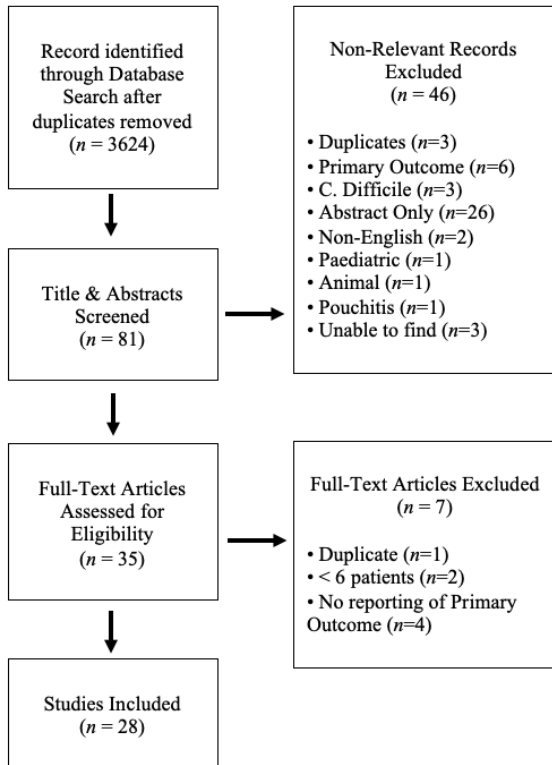 Record identified
through Database
Search after
duplicates removed
(n = 3624)
Non-Relevant Records
Excluded
(n = 46)
• Duplicates (n=3)
• Primary Outcome (n=6)
• C. Difficile (n=3)
• Abstract Only (n=26)
• Non-English (n=2)
• Paediatric (n=1)
• Animal (n=1)
• Pouchitis (n=1)
• Unable to find (n=3)
Title & Abstracts
Screened
(n = 81)
Full-Text Articles
Assessed for
Eligibility
(n = 35)
Full-Text Articles Excluded
(n = 7)
• Duplicate (n=1)
• < 6 patients (n=2)
• No reporting of Primary
Outcome (n=4)
Studies Included
(n = 28)